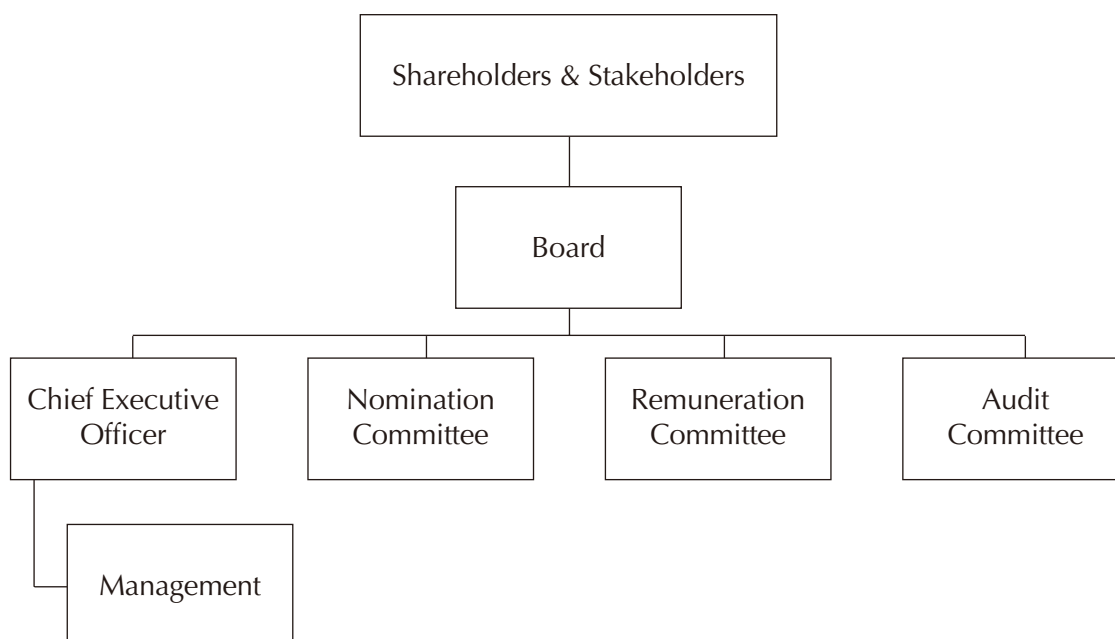 Shareholders & Stakeholders
Board
Chief Executive
Officer
Nomination
Committee
Remuneration
Committee
Audit
Committee
Management